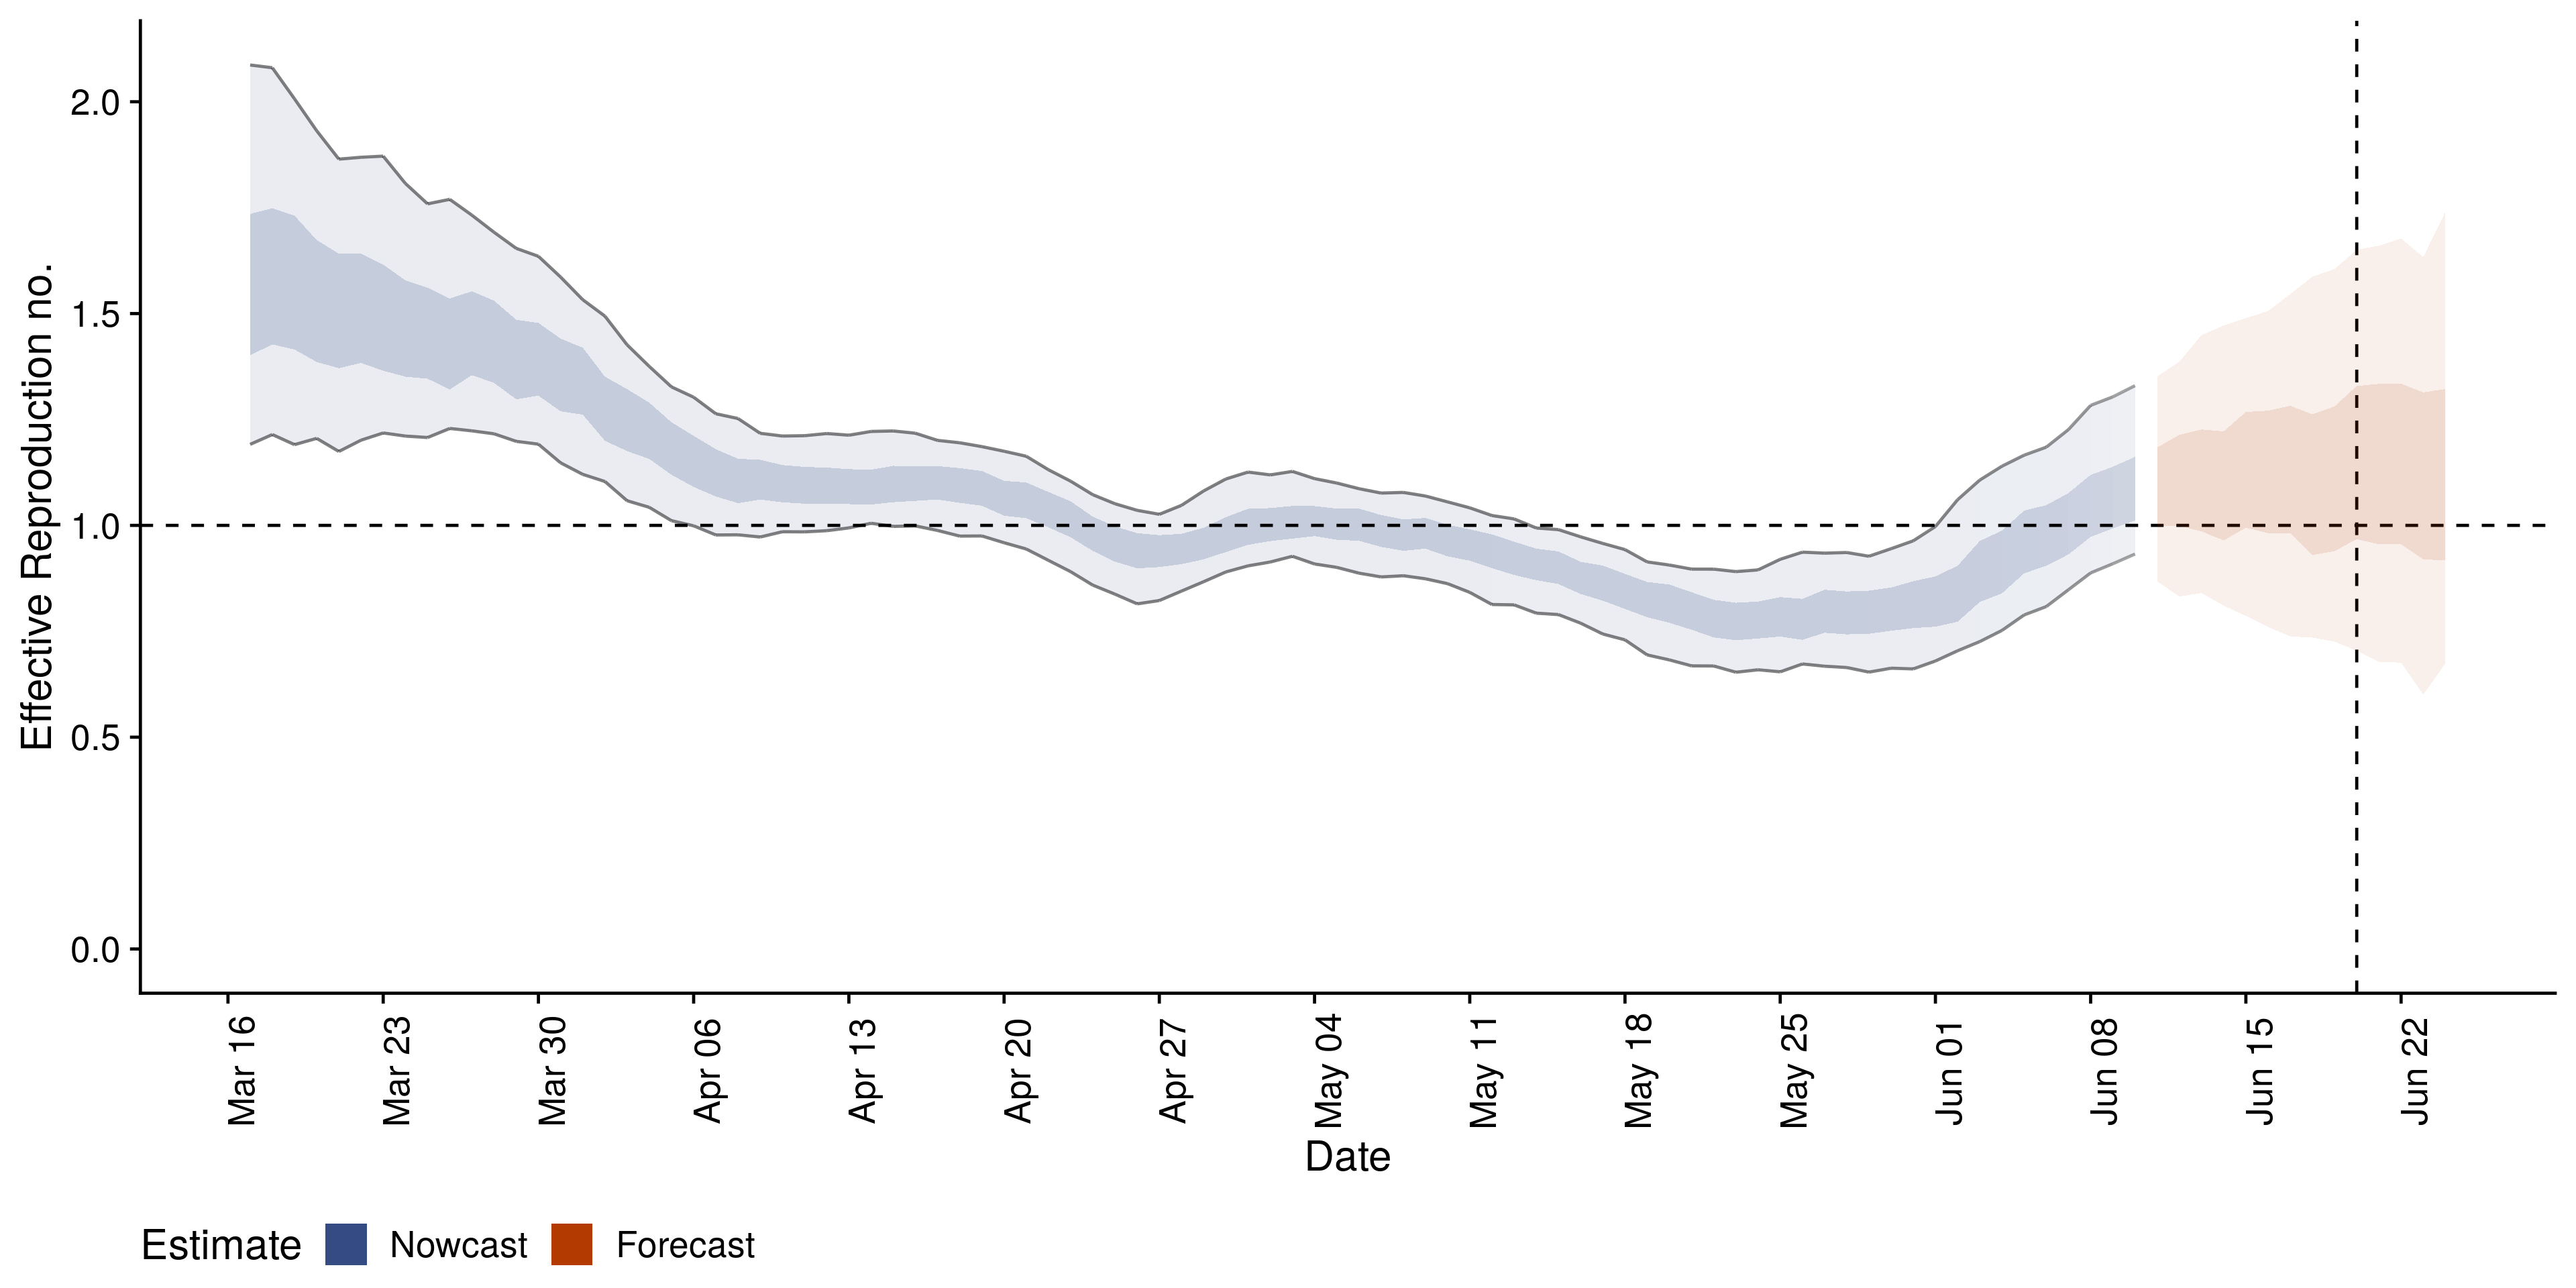 Effective Reproduction no.
2.0
1.5
1.0
0.5
0.0
Mar 16
Mar 23
Mar 30
Apr 06
Apr 13
Apr 20
Apr 27
May 04
May 11
May 18
May 25
Jun 01
Jun 08
Jun 15
Jun 22
Date
Estimate Nowcast Forecast